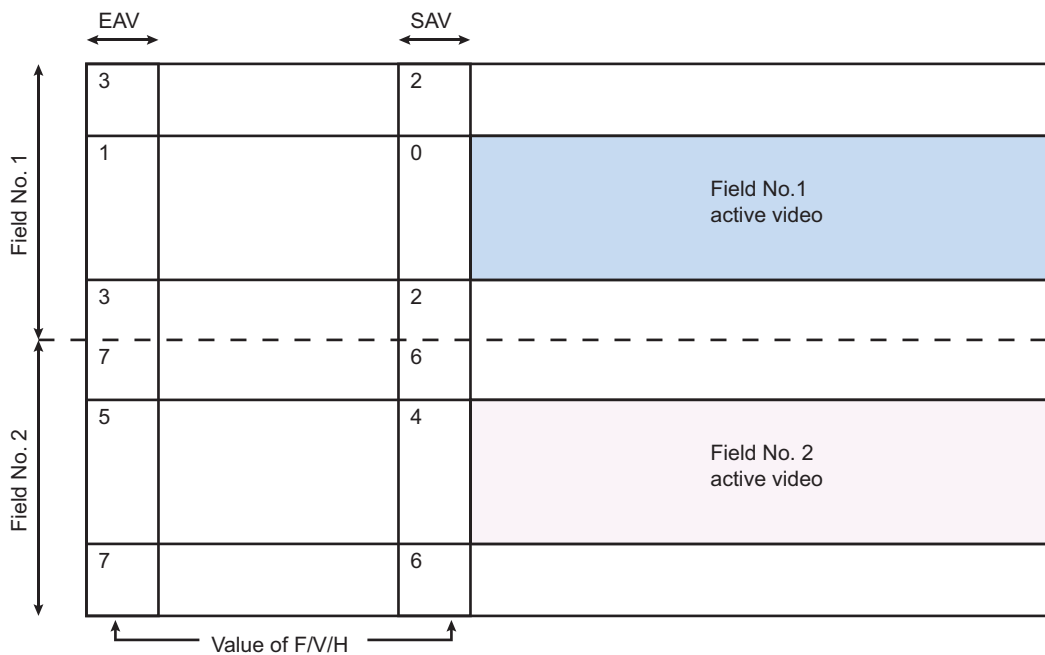 EAV SAV
Field No. 1
3 2
1 0
Field No.1
active video
3 2
Field No. 2
7 6
5 4
Field No. 2
active video
7 6
Value of F/V/H